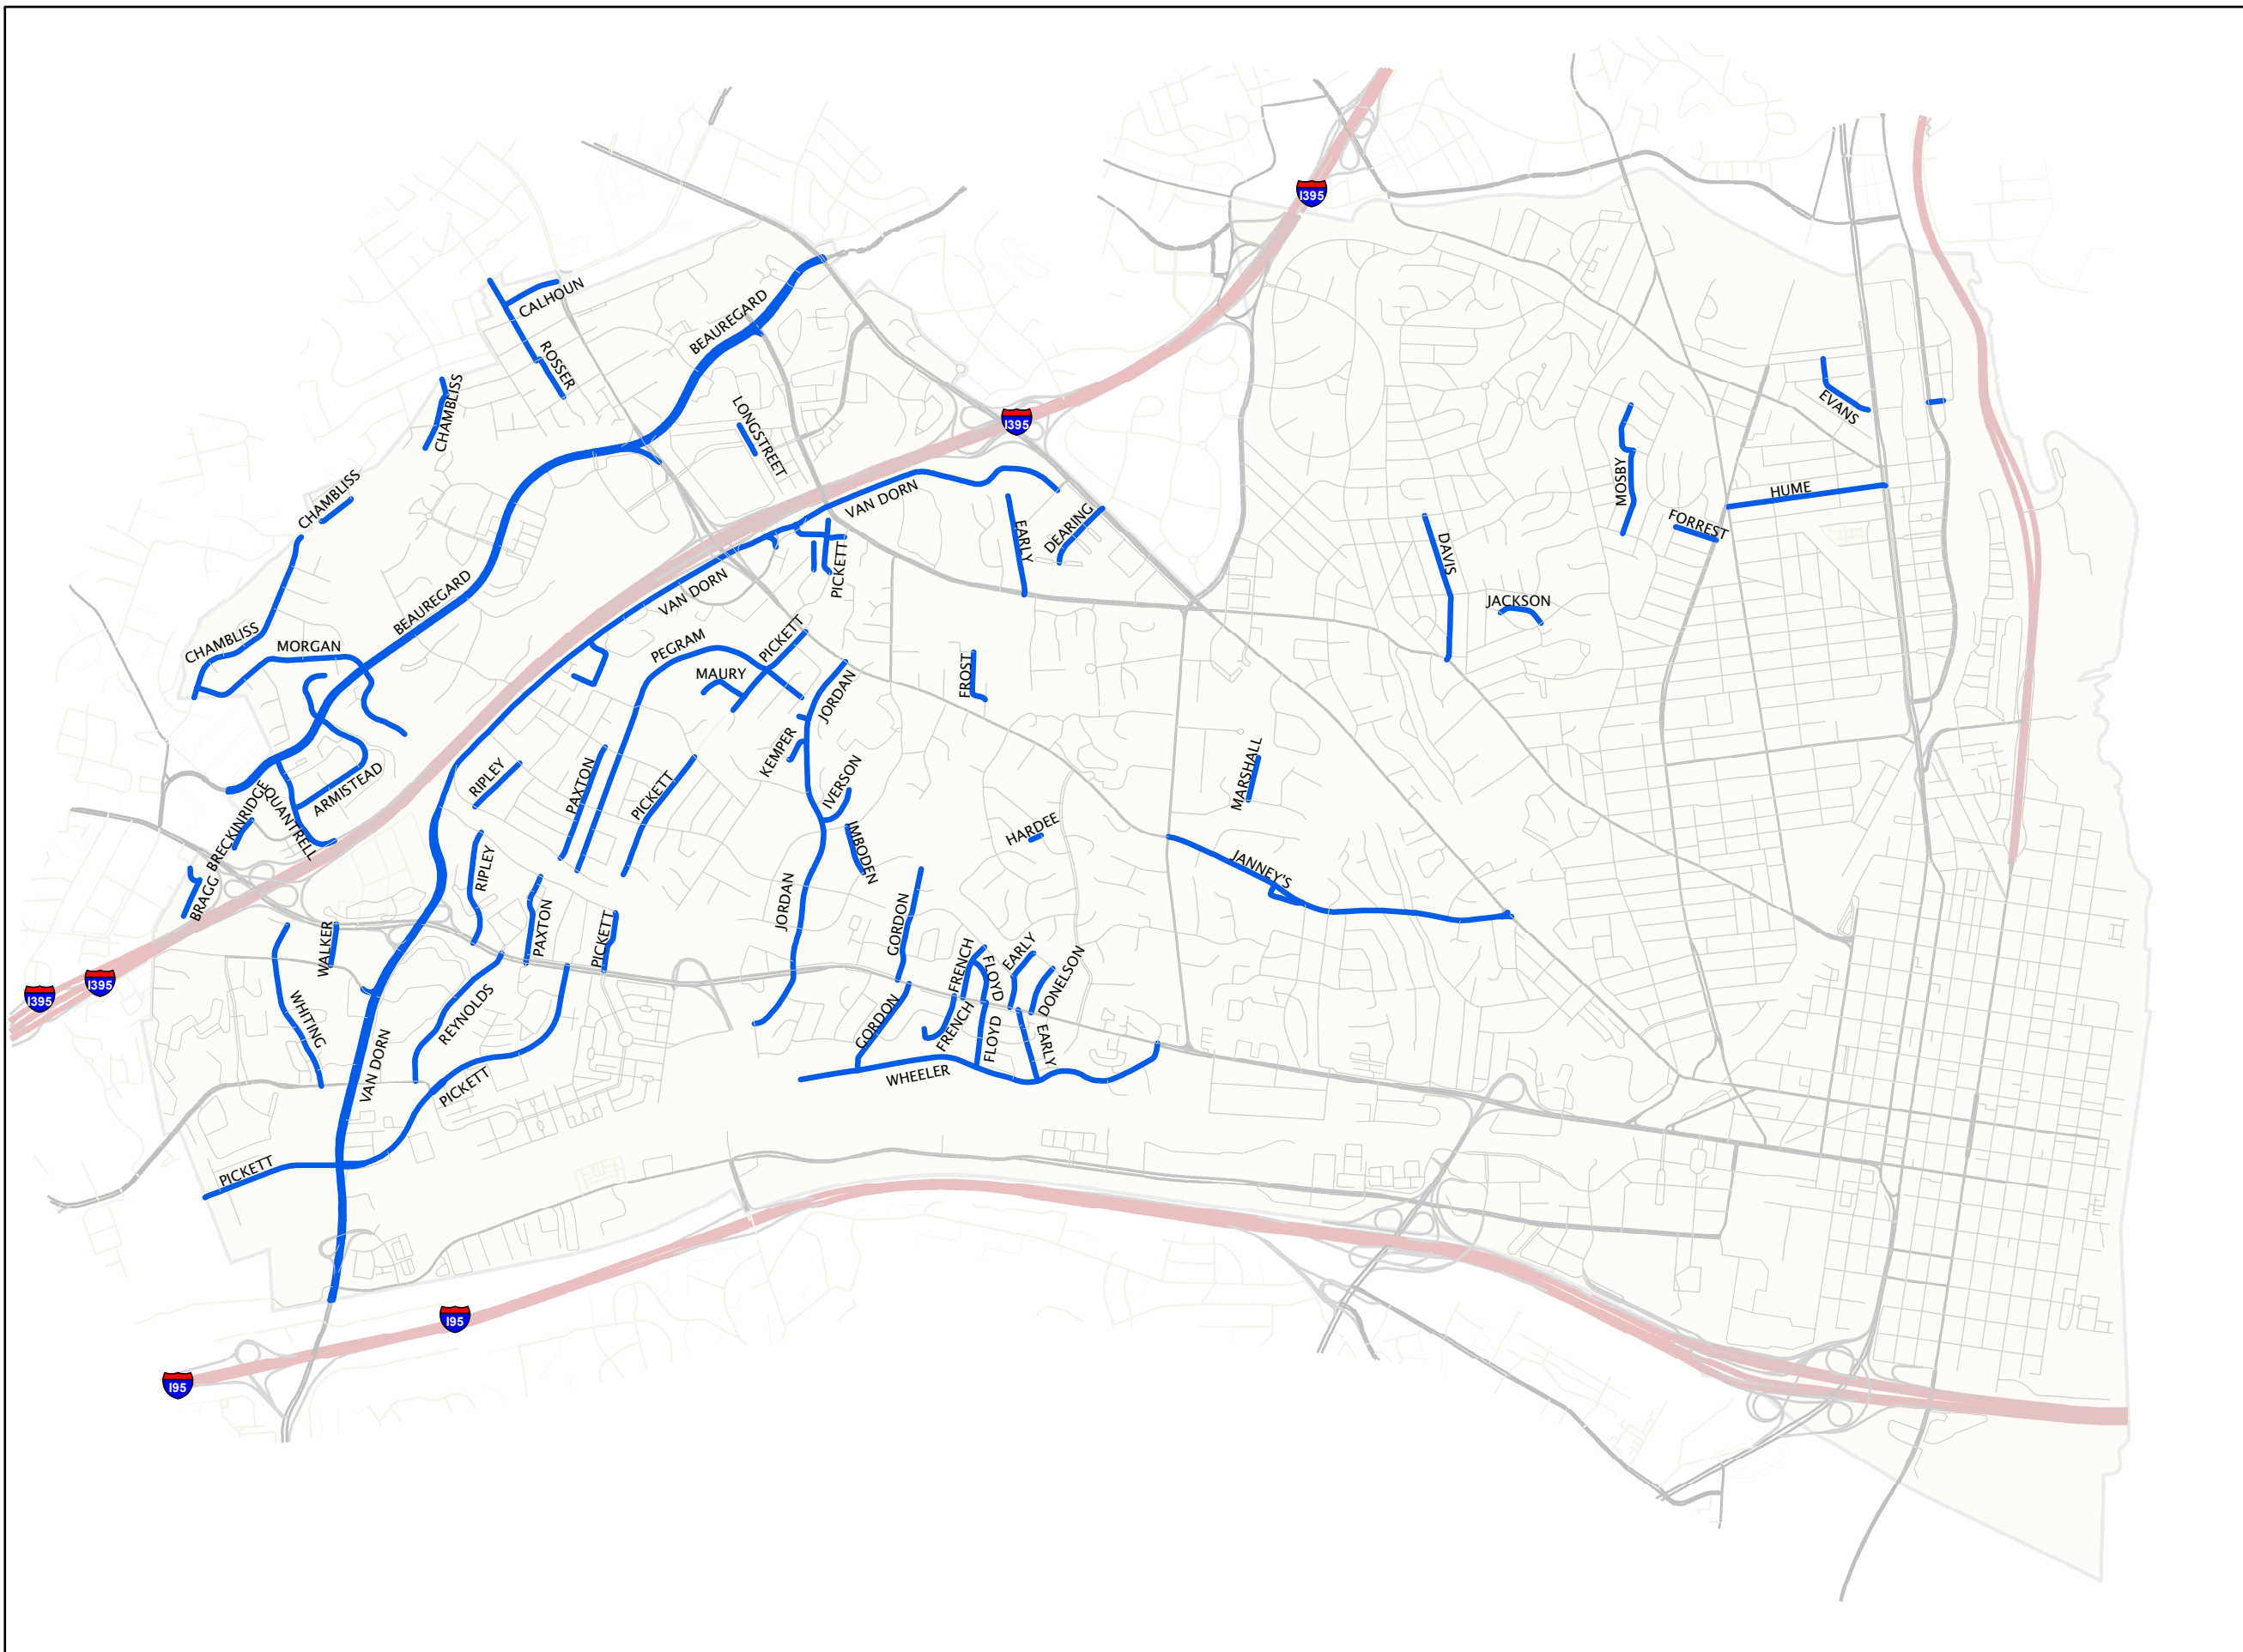 I395
CALHOUN
BEAUREGARD
ROSSER
CHAMBLISS
EVANS
LONGSTREET
I395
MOSBY
HUME
CHAMBLISS
VAN DORN
FORREST
EARLY
DEARING
DAVIS
PICKETT
VAN DORN
BEAUREGARD
JACKSON
CHAMBLISS
MORGAN
PEGRAM
PICKETT
MAURY
FROST
JORDAN
KEMPER
RIPLEY
PAXTON
PICKETT
IVERSON
MARSHALL
ARMISTEAD
QUANTRELL
BRECKINRIDGE
HARDEE
IMBODEN
JANNEY'S
RIPLEY
BRAGG
JORDAN
GORDON
PAXTON
PICKETT
WALKER
FRENCH
FLOYD
EARLY
DONELSON
I395
I395
WHITING
REYNOLDS
GORDON
FRENCH
FLOYD
EARLY
VAN DORN
PICKETT
WHEELER
PICKETT
I95
I95